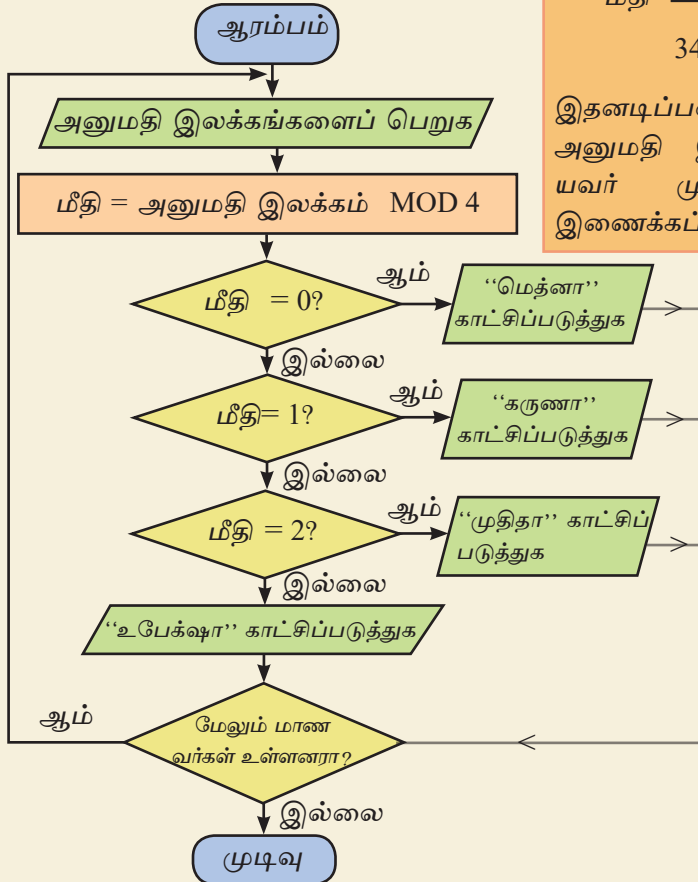 ஆரம்பம்
அனுமதி இலக்கங்களைப் பெறுக
மீதி = அனுமதி இலக்கம் MOD 4
மீதி = 0?
ஆம்
“மெத்னா”
காட்சிப்படுத்துக
இல்லை
மீதி= 1?
ஆம்
“கருணா”
காட்சிப்படுத்துக
இல்லை
மீதி = 2?
ஆம்
“முதிதா” காட்சிப்
படுத்துக
இல்லை
“உபேக்ஷா” காட்சிப்படுத்துக
ஆம்
மேலும் மாண
வர்கள் உள்ளனரா?
இல்லை
முடிவு
34
அனுமதி
யவர்